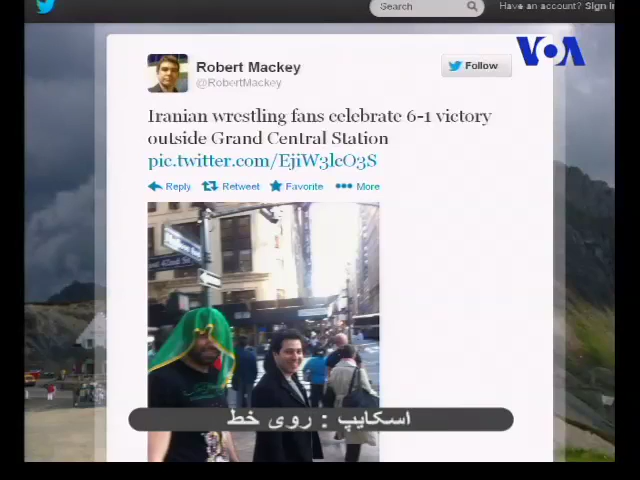 Search
Have an account? Sign in
VOA
Robert Mackey
@RobertMackey
Follow
Iranian wrestling fans celebrate 6-1 victory
outside Grand Central Station
pic.twitter.com/EjiW3lcO3S
Reply Retweet Favorite More
اسکایپ : روی خط